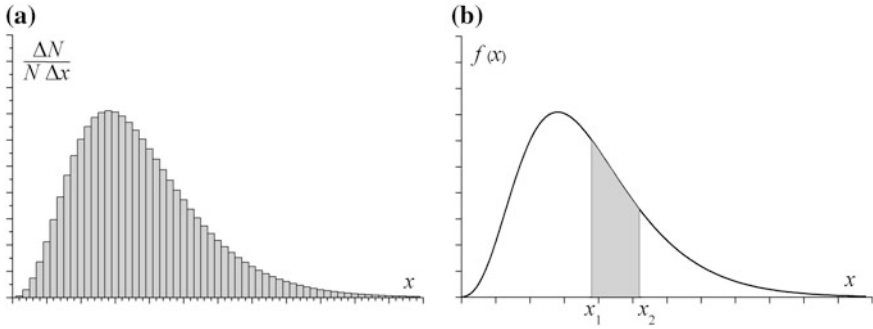 (a)
ΔN
N Δx
x
(b)
f (x)
x
x₁ x₂